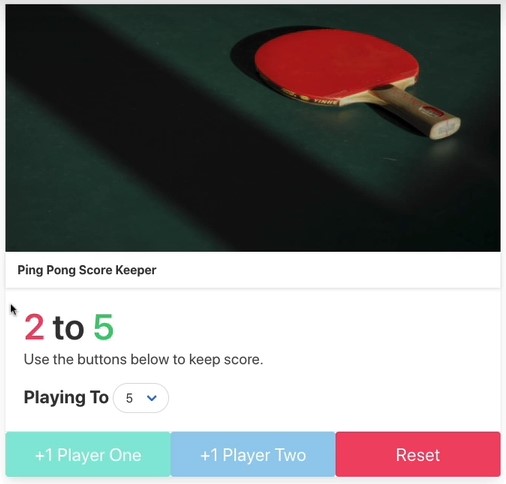 Ping Pong Score Keeper
2 to 5
Use the buttons below to keep score.
Playing To 5
+1 Player One +1 Player Two Reset